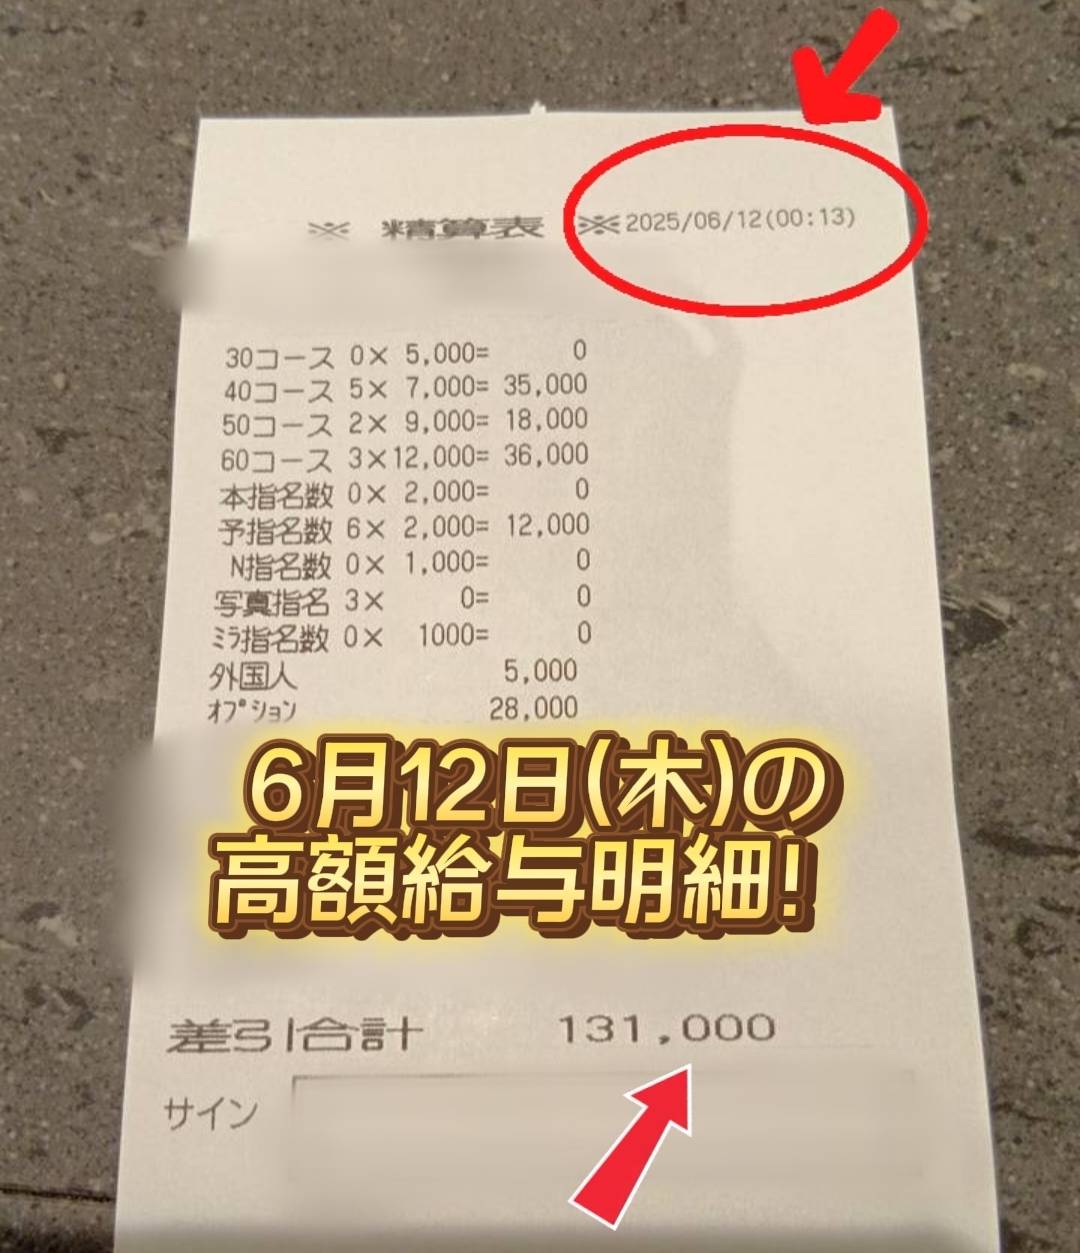 ※ 精算表 ※2025/06/12(00:13)
30コース 0× 5,000= 0
40コース 5× 7,000= 35,000
50コース 2× 9,000= 18,000
60コース 3×12,000= 36,000
本指名数 0× 2,000= 0
予指名数 6× 2,000= 12,000
N指名数 0× 1,000= 0
写真指名 3× 0= 0
ミラ指名数 0× 1000= 0
外国人 5,000
オプション 28,000
6月12日(木)の
高額給与明細!
差引合計 131,000
サイン